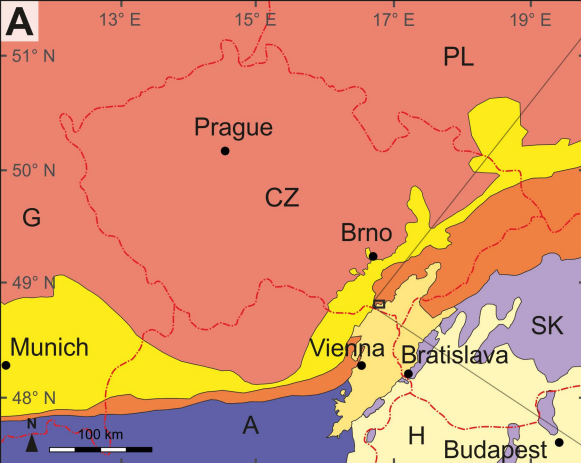 A
13° E
15° E
17° E
19° E
51° N
PL
Prague
50° N
CZ
G
Brno
49° N
SK
Munich
Vienna
Bratislava
48° N
N
100 km
A
H
Budapest